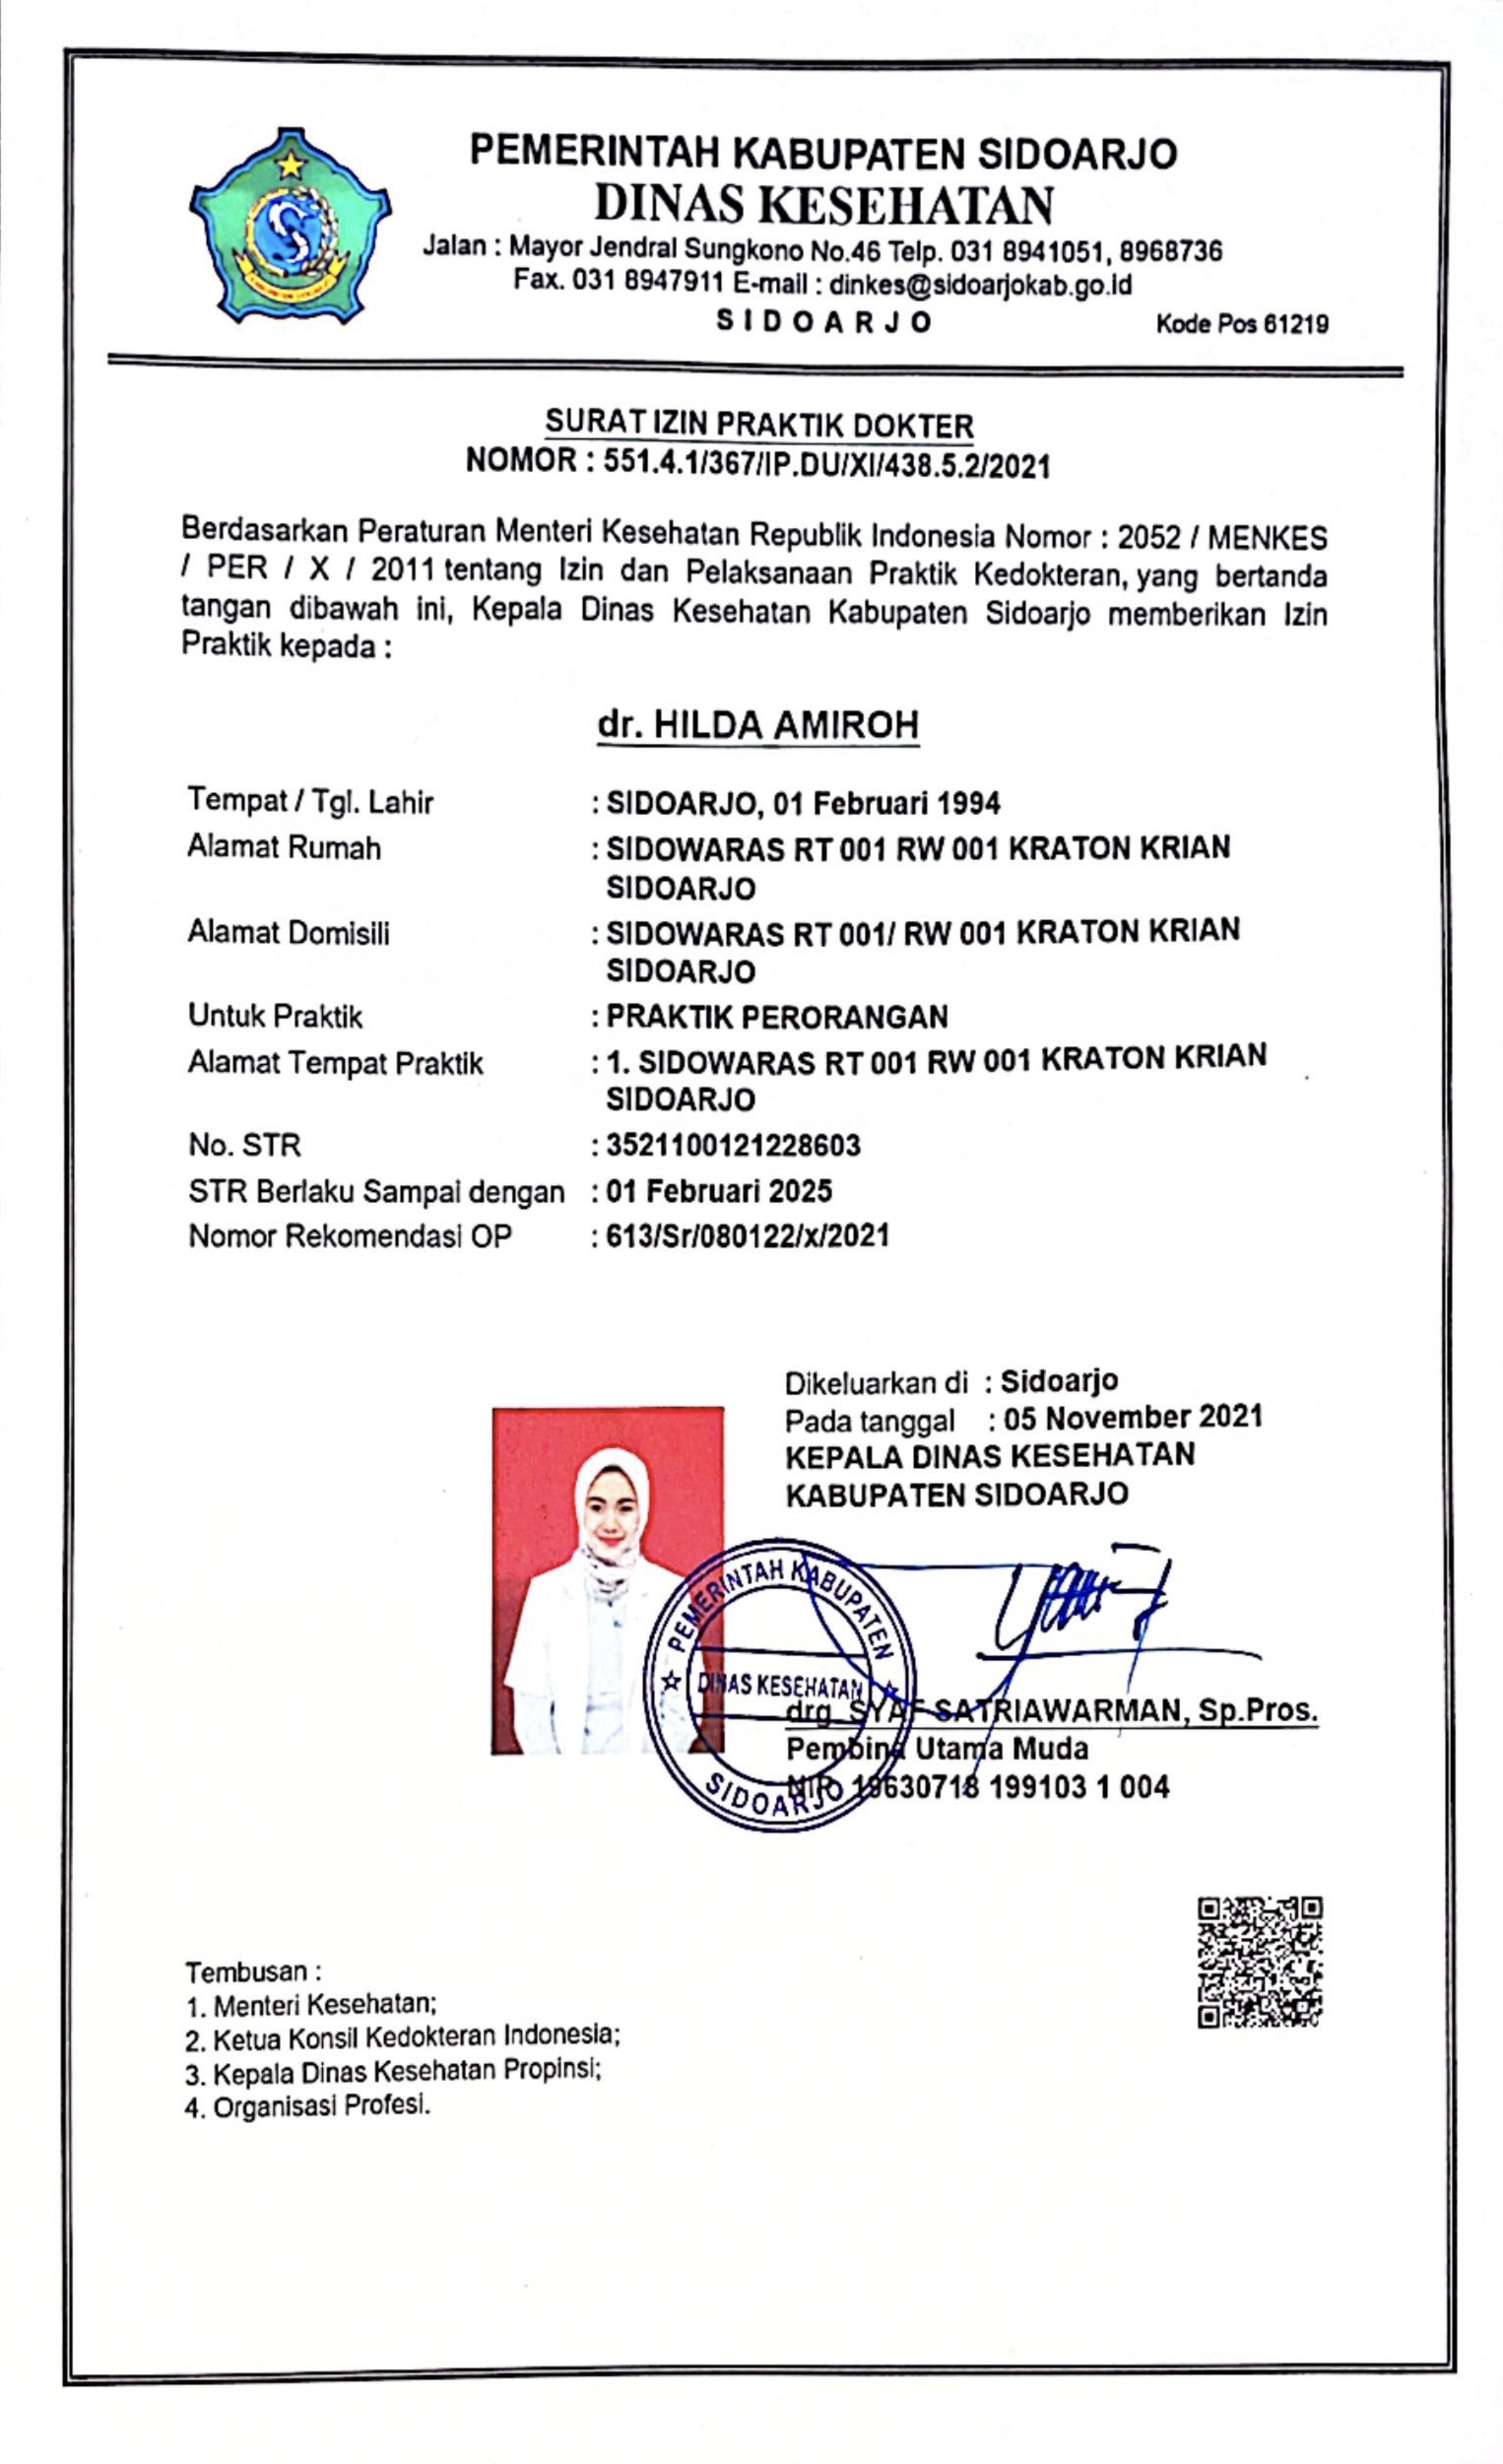 PEMERINTAH KABUPATEN SIDOARJO
DINAS KESEHATAN
Jalan : Mayor Jendral Sungkono No.46 Telp. 031 8941051, 8968736
Fax. 031 8947911 E-mail : dinkes@sidoarjokab.go.id
SIDOARJO Kode Pos 61219
SURAT IZIN PRAKTIK DOKTER
NOMOR : 551.4.1/367/IP.DU/XI/438.5.2/2021
Berdasarkan Peraturan Menteri Kesehatan Republik Indonesia Nomor : 2052 / MENKES
/ PER / X / 2011 tentang Izin dan Pelaksanaan Praktik Kedokteran, yang bertanda
tangan dibawah ini, Kepala Dinas Kesehatan Kabupaten Sidoarjo memberikan Izin
Praktik kepada :
dr. HILDA AMIROH
Tempat / Tgl. Lahir : SIDOARJO, 01 Februari 1994
Alamat Rumah : SIDOWARAS RT 001 RW 001 KRATON KRIAN
SIDOARJO
Alamat Domisili : SIDOWARAS RT 001/ RW 001 KRATON KRIAN
SIDOARJO
Untuk Praktik : PRAKTIK PERORANGAN
Alamat Tempat Praktik : 1. SIDOWARAS RT 001 RW 001 KRATON KRIAN
SIDOARJO
No. STR : 3521100121228603
STR Berlaku Sampai dengan : 01 Februari 2025
Nomor Rekomendasi OP : 613/Sr/080122/x/2021
Dikeluarkan di : Sidoarjo
Pada tanggal : 05 November 2021
KEPALA DINAS KESEHATAN
KABUPATEN SIDOARJO
PEMERINTAH KABUPATEN
DINAS KESEHATAN
SIDOARJO
drg. SYAF SATRIAWARMAN, Sp.Pros.
Pembina Utama Muda
NIP. 19630718 199103 1 004
Tembusan :
1. Menteri Kesehatan;
2. Ketua Konsil Kedokteran Indonesia;
3. Kepala Dinas Kesehatan Propinsi;
4. Organisasi Profesi.